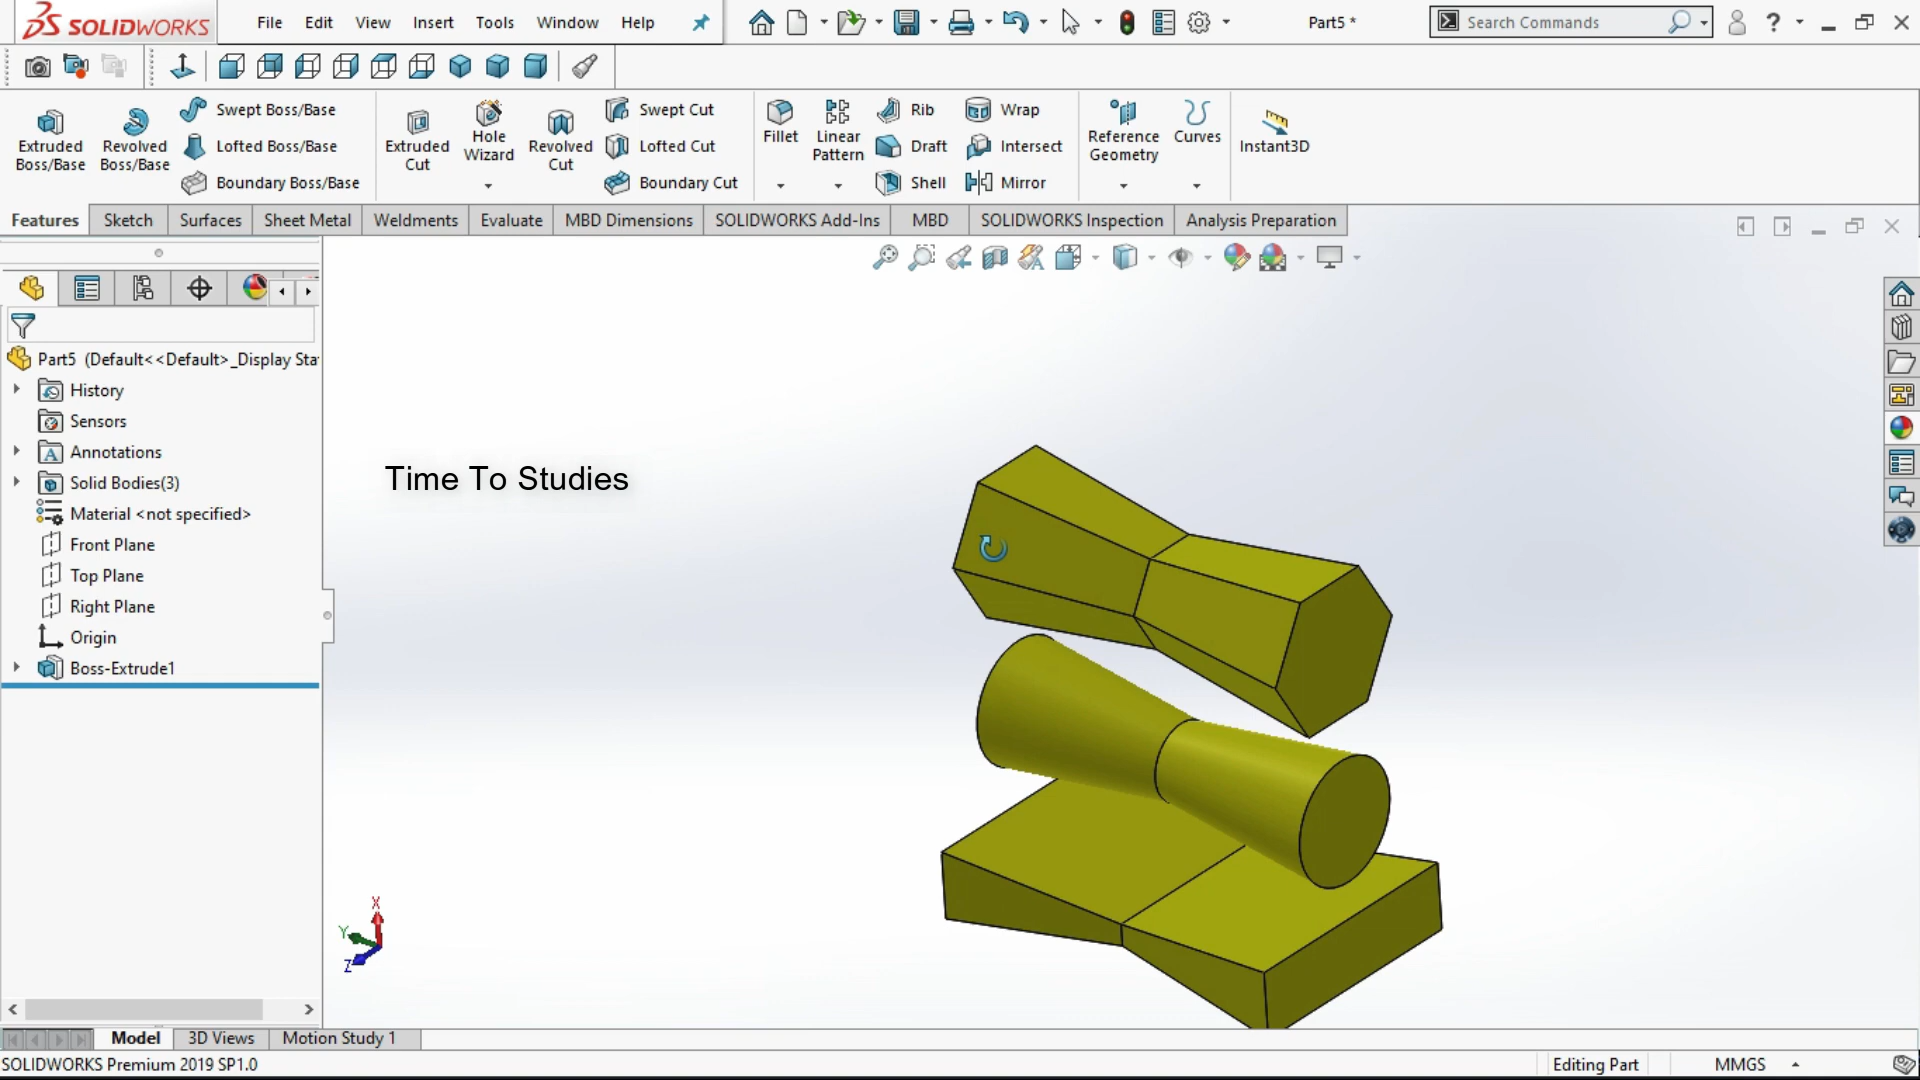 SOLIDWORKS File Edit View Insert Tools Window Help Part5 * Search Commands ?
Extruded Boss/Base
Revolved Boss/Base
Swept Boss/Base
Lofted Boss/Base
Boundary Boss/Base
Extruded Cut
Hole Wizard
Revolved Cut
Swept Cut
Lofted Cut
Boundary Cut
Fillet
Linear Pattern
Rib
Draft
Shell
Wrap
Intersect
Mirror
Reference Geometry
Curves
Instant3D
Features Sketch Surfaces Sheet Metal Weldments Evaluate MBD Dimensions SOLIDWORKS Add-Ins MBD SOLIDWORKS Inspection Analysis Preparation
Part5 (Default<<Default>_Display Sta
History
Sensors
Annotations
Solid Bodies(3)
Material <not specified>
Front Plane
Top Plane
Right Plane
Origin
Boss-Extrude1
Time To Studies
X
Y
Z
Model 3D Views Motion Study 1
SOLIDWORKS Premium 2019 SP1.0 Editing Part MMGS